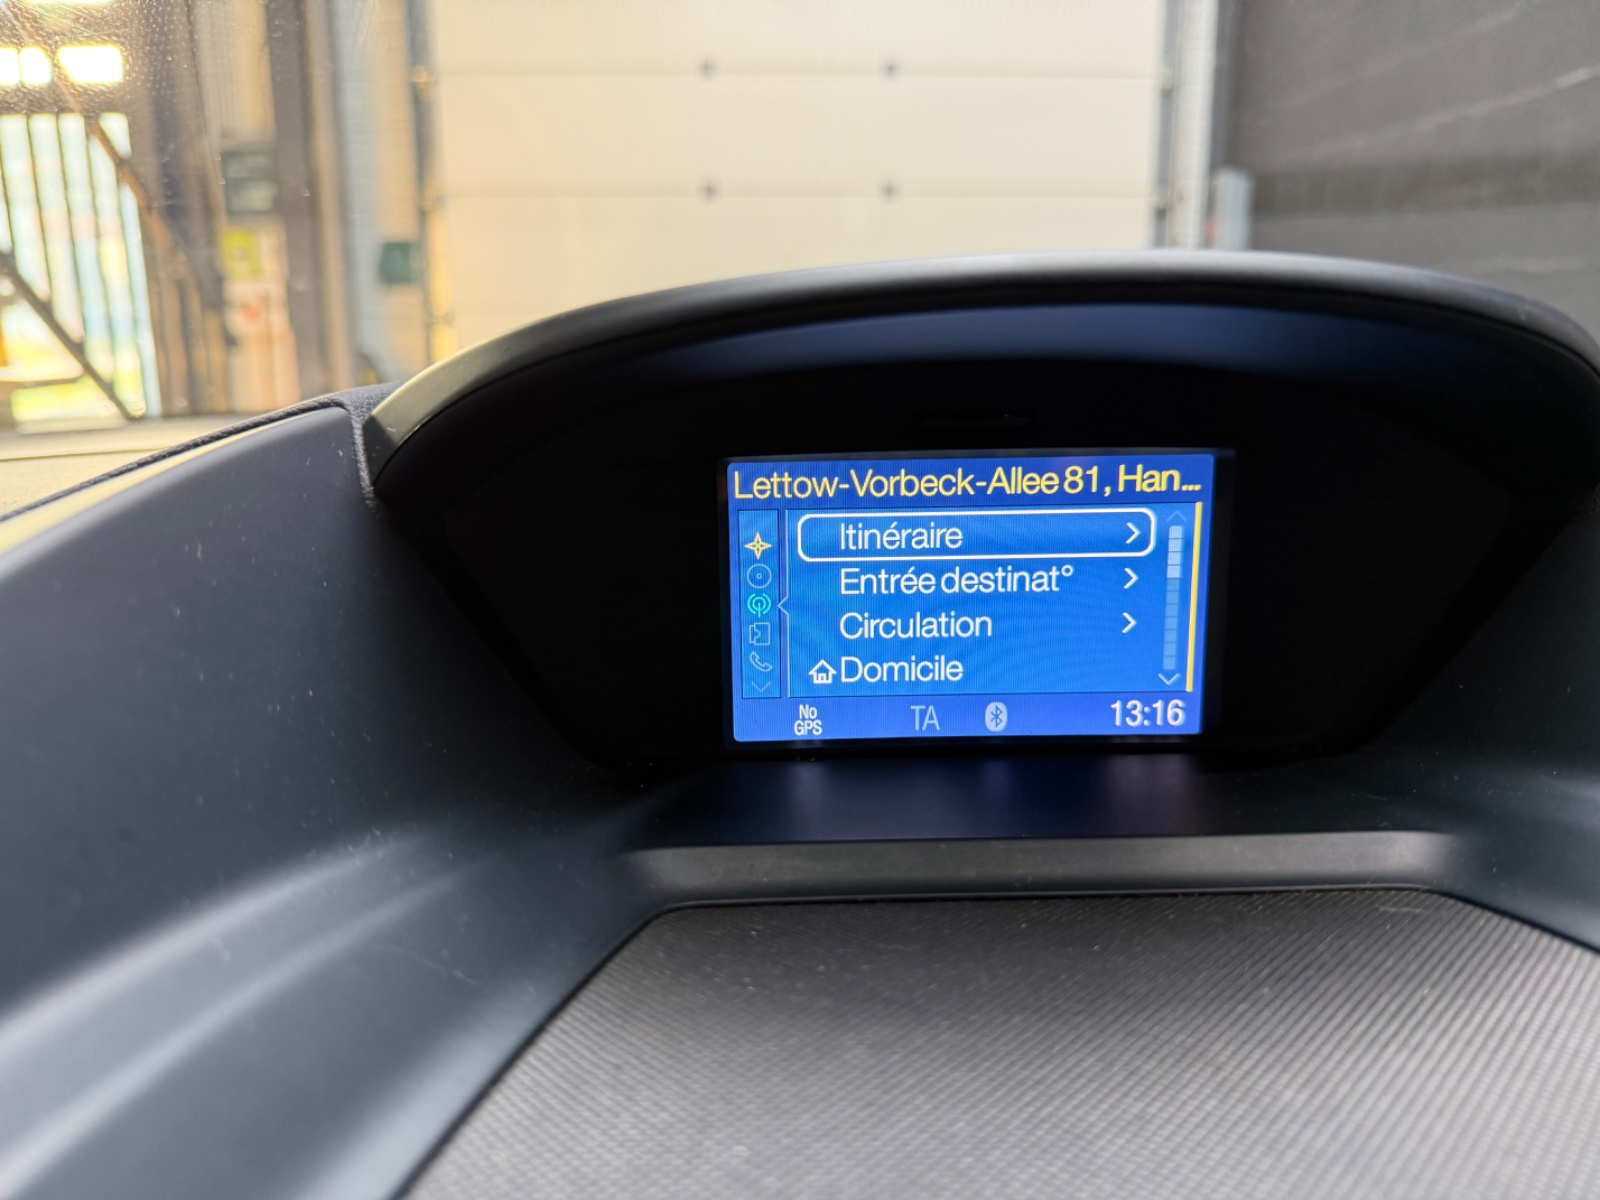 Lettow-Vorbeck-Allee 81, Han...
Itinéraire
Entrée destinat°
Circulation
Domicile
No GPS TA 13:16